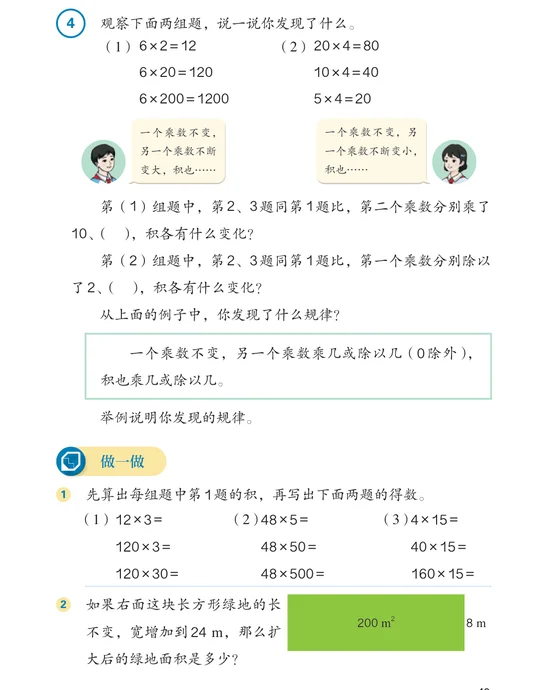 4 观察下面两组题，说一说你发现了什么。
（1）6×2=12 （2）20×4=80
6×20=120 10×4=40
6×200=1200 5×4=20
一个乘数不变，
另一个乘数不断
变大，积也……
一个乘数不变，另
一个乘数不断变小，
积也……
第（1）组题中，第2、3题同第1题比，第二个乘数分别乘了
10、（ ），积各有什么变化？
第（2）组题中，第2、3题同第1题比，第一个乘数分别除以
了2、（ ），积各有什么变化？
从上面的例子中，你发现了什么规律？
一个乘数不变，另一个乘数乘几或除以几（0除外），
积也乘几或除以几。
举例说明你发现的规律。
做一做
1 先算出每组题中第1题的积，再写出下面两题的得数。
（1）12×3= （2）48×5= （3）4×15=
120×3= 48×50= 40×15=
120×30= 48×500= 160×15=
2 如果右面这块长方形绿地的长
不变，宽增加到24 m，那么扩
大后的绿地面积是多少？
200 m²
8 m